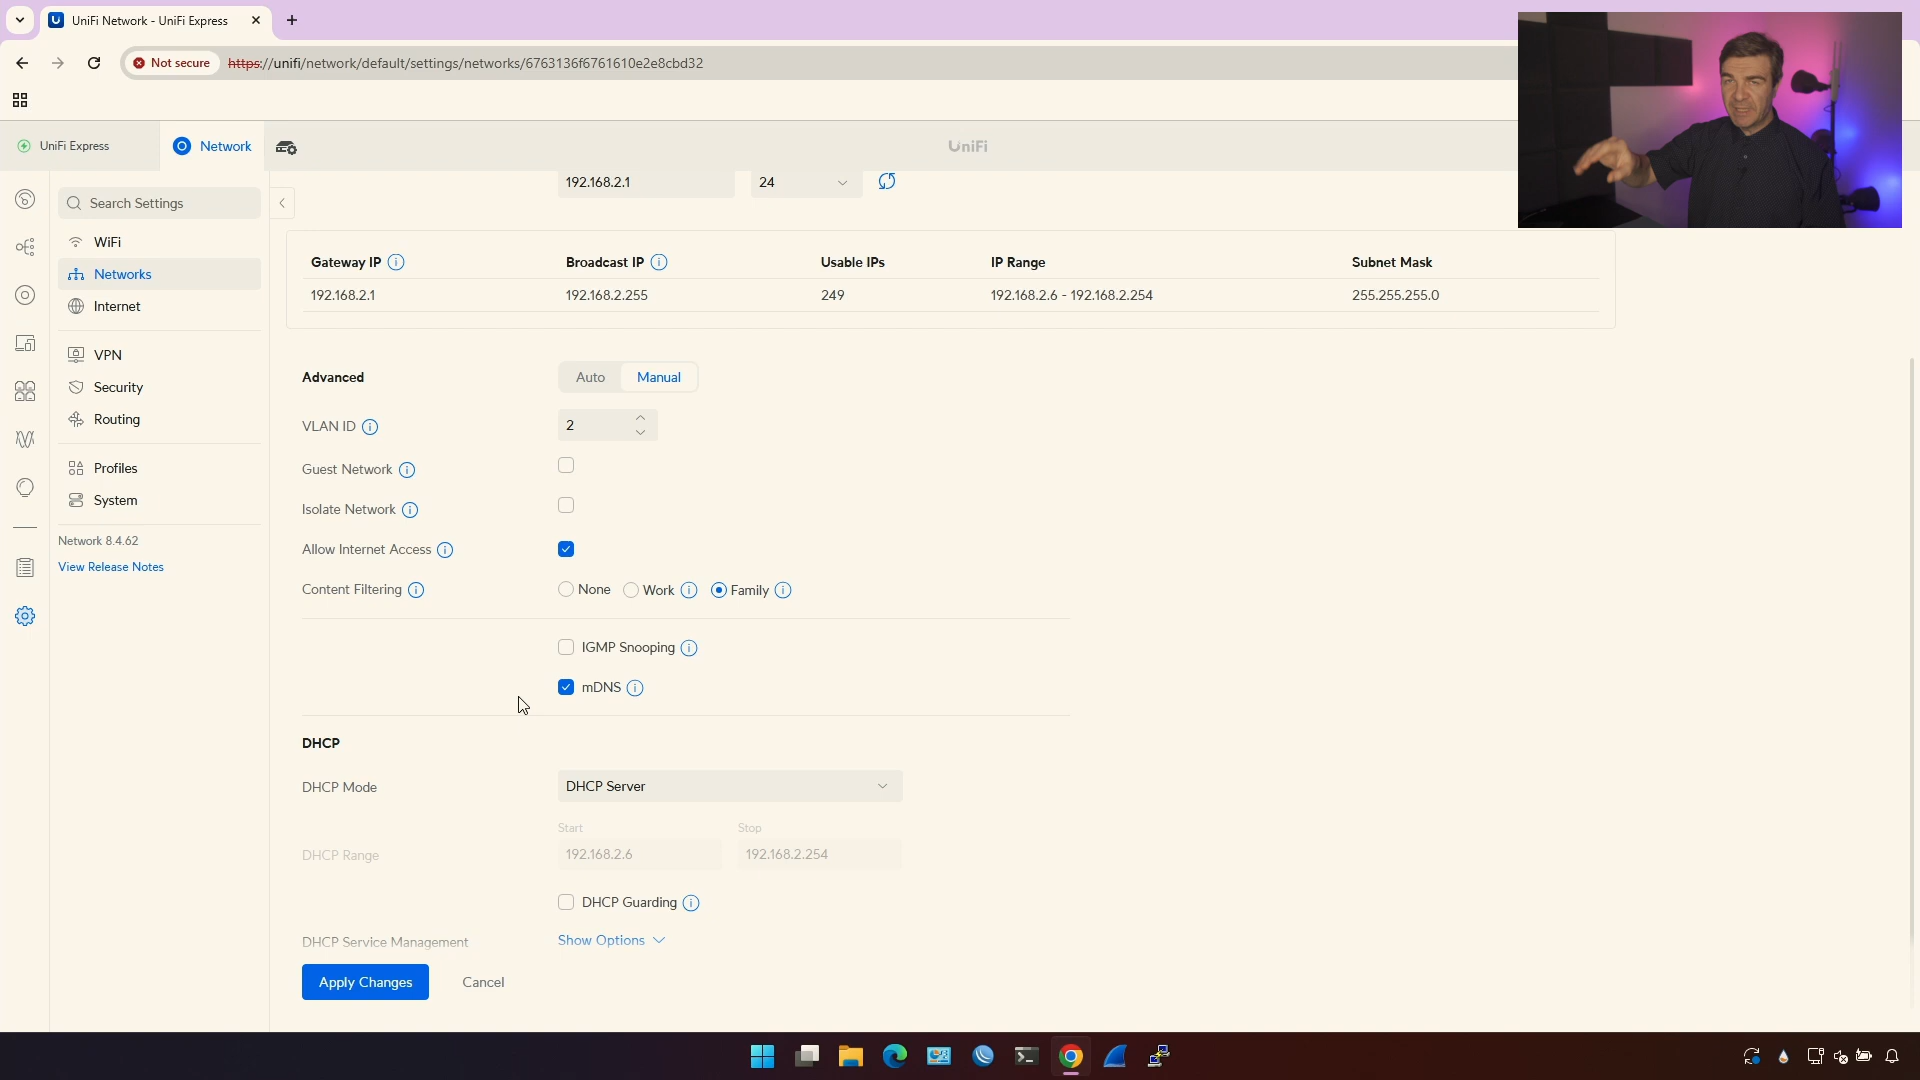 UniFi Network - UniFi Express
Not secure
https://unifi/network/default/settings/networks/6763136f6761610e2e8cbd32
UniFi Express
Network
UniFi
Search Settings
WiFi
Networks
Internet
VPN
Security
Routing
Profiles
System
Network 8.4.62
View Release Notes
192.168.2.1 24
Gateway IP Broadcast IP Usable IPs IP Range Subnet Mask
192.168.2.1 192.168.2.255 249 192.168.2.6 - 192.168.2.254 255.255.255.0
Advanced Auto Manual
VLAN ID 2
Guest Network
Isolate Network
Allow Internet Access
Content Filtering None Work Family
IGMP Snooping
mDNS
DHCP
DHCP Mode DHCP Server
Start Stop
DHCP Range 192.168.2.6 192.168.2.254
DHCP Guarding
DHCP Service Management Show Options
Apply Changes Cancel